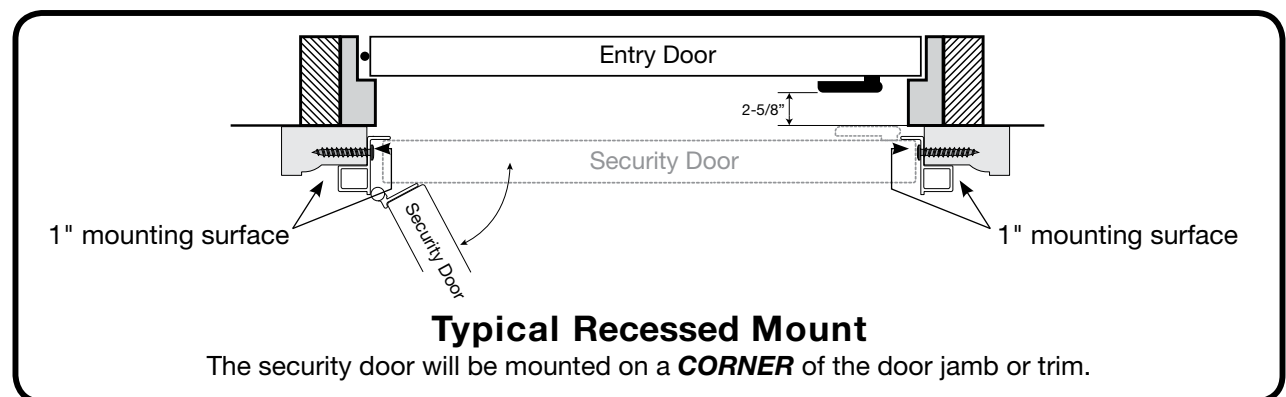 Entry Door
2-5/8”
Security Door
Security Door
1" mounting surface
1" mounting surface
Typical Recessed Mount
The security door will be mounted on a CORNER of the door jamb or trim.